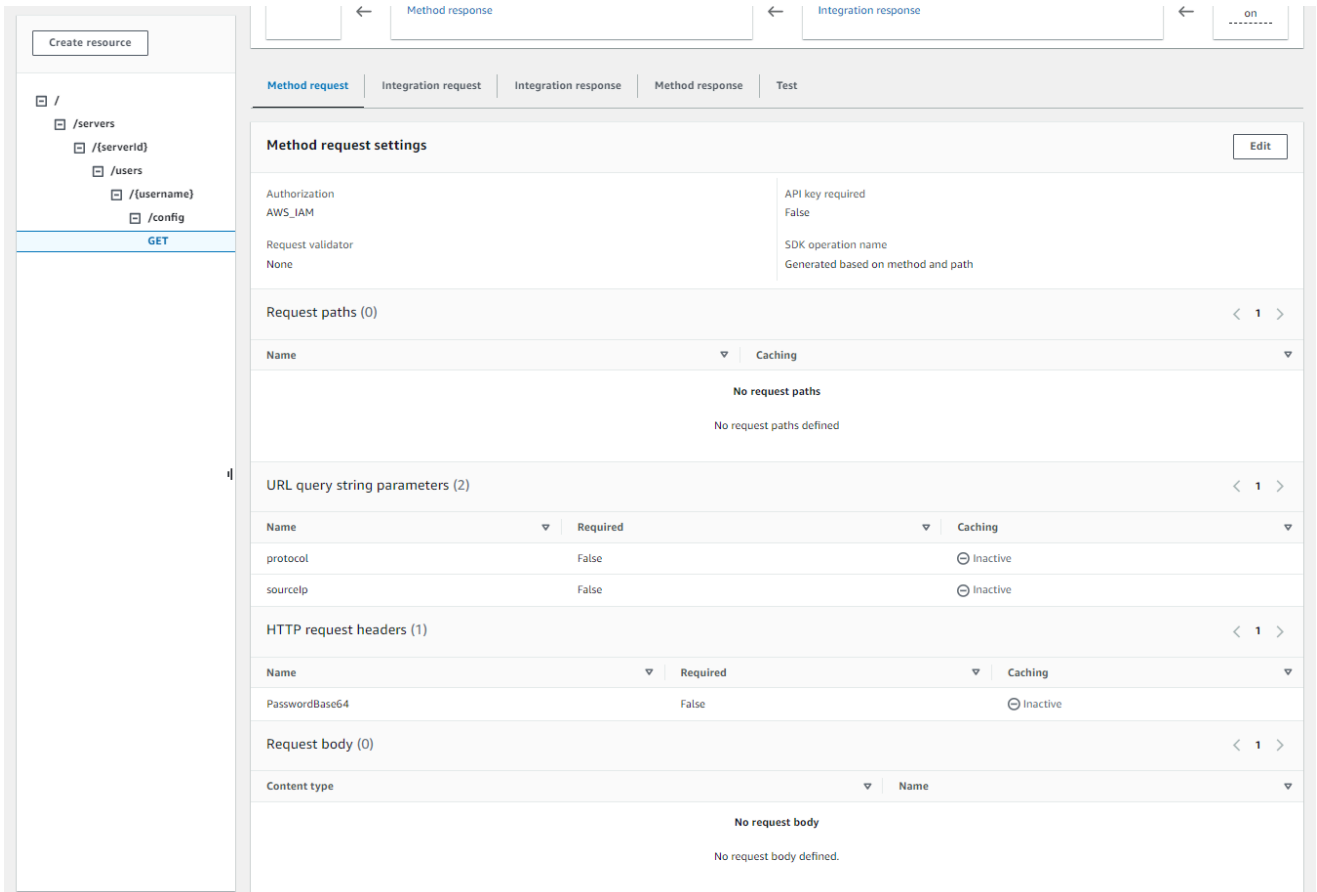 Method response
Integration response
on
Create resource
/
/servers
/{serverId}
/users
/{username}
/config
GET
Method request
Integration request
Integration response
Method response
Test
Method request settings
Edit
Authorization
AWS_IAM
API key required
False
Request validator
None
SDK operation name
Generated based on method and path
Request paths (0)
1
Name
Caching
No request paths
No request paths defined
URL query string parameters (2)
1
Name
Required
Caching
protocol
False
Inactive
sourceIp
False
Inactive
HTTP request headers (1)
1
Name
Required
Caching
PasswordBase64
False
Inactive
Request body (0)
1
Content type
Name
No request body
No request body defined.